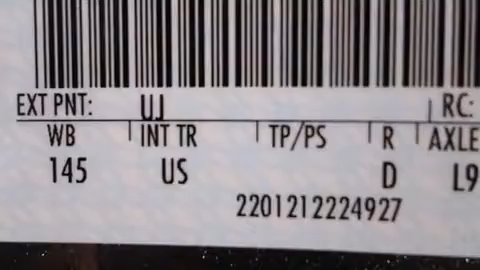 EXT PNT: UJ RC:
WB INT TR TP/PS R AXLE
145 US D L9
2201212224927